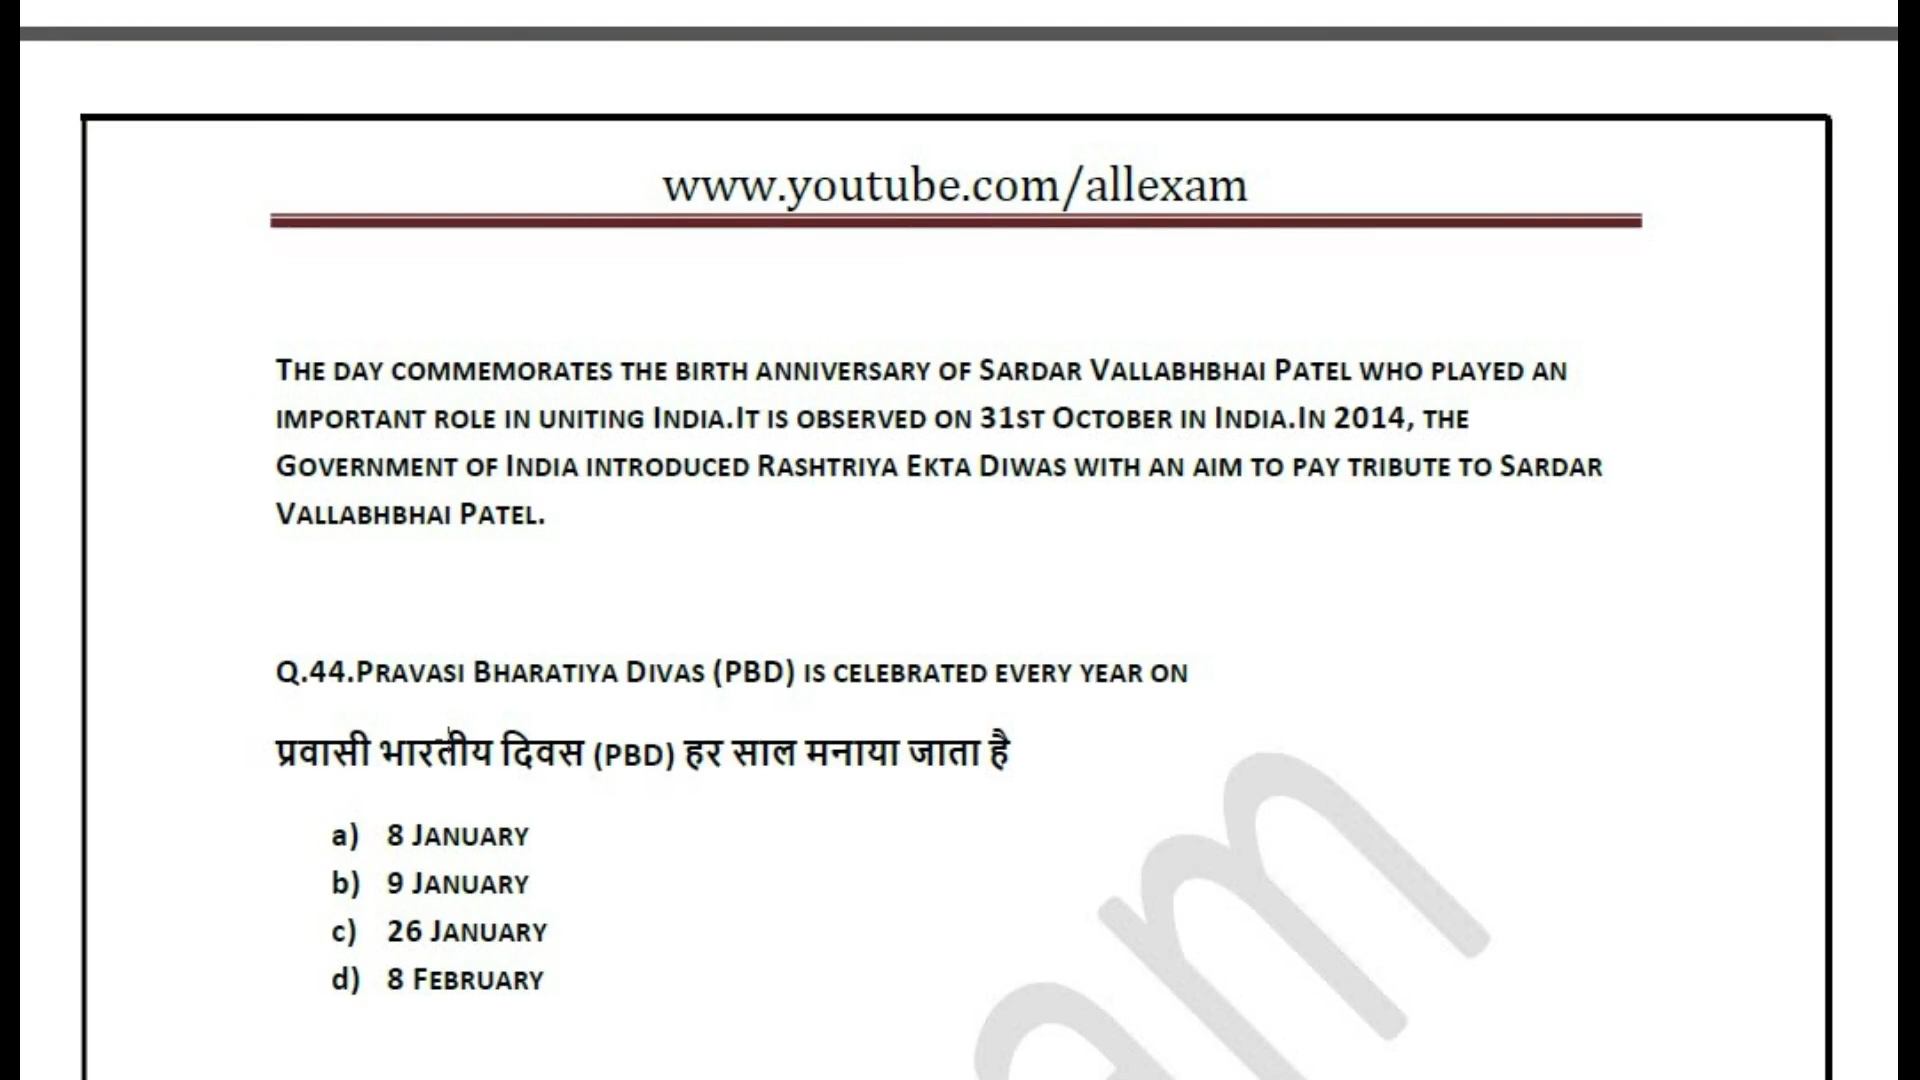 www.youtube.com/allexam
The day commemorates the birth anniversary of Sardar Vallabhbhai Patel who played an
important role in uniting India.It is observed on 31st October in India.In 2014, the
Government of India introduced Rashtriya Ekta Diwas with an aim to pay tribute to Sardar
Vallabhbhai Patel.
Q.44.Pravasi Bharatiya Divas (PBD) is celebrated every year on
प्रवासी भारतीय दिवस (PBD) हर साल मनाया जाता है
a) 8 January
b) 9 January
c) 26 January
d) 8 February